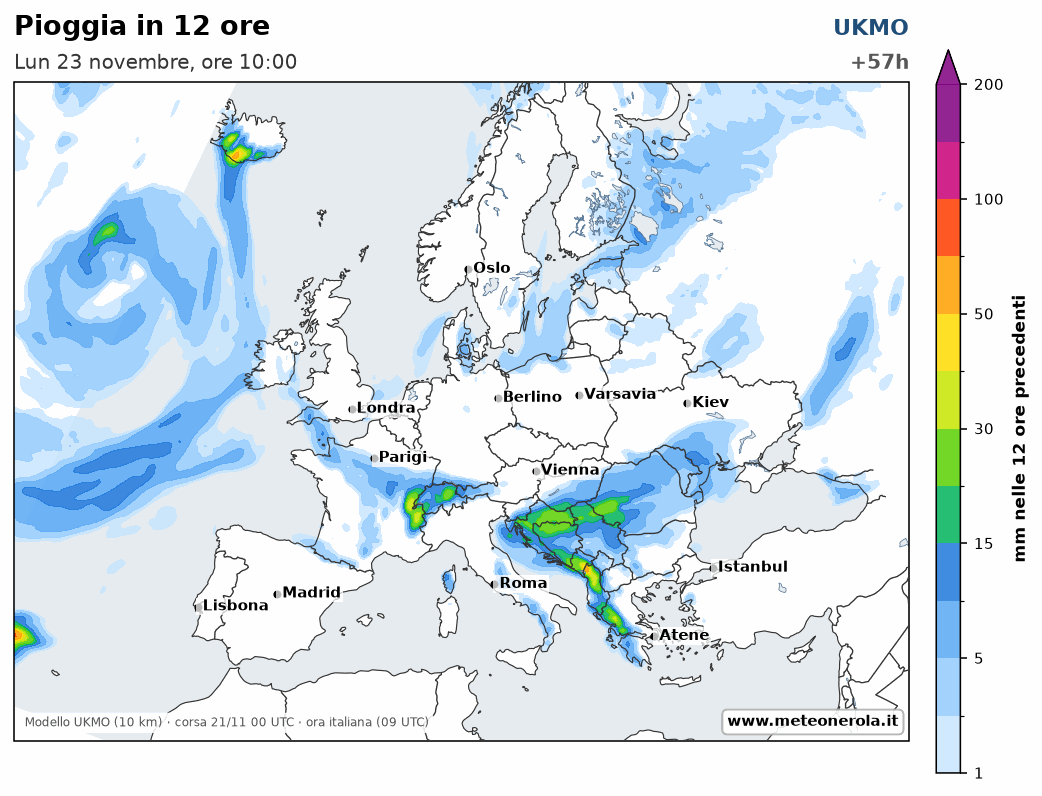 Pioggia in 12 ore
UKMO
Lun 23 novembre, ore 10:00
+57h
200
100
50
30
15
5
1
mm nelle 12 ore precedenti
Oslo
Berlino
Varsavia
Kiev
Londra
Parigi
Vienna
Istanbul
Roma
Madrid
Lisbona
Atene
Modello UKMO (10 km) · corsa 21/11 00 UTC · ora italiana (09 UTC)
www.meteonerola.it